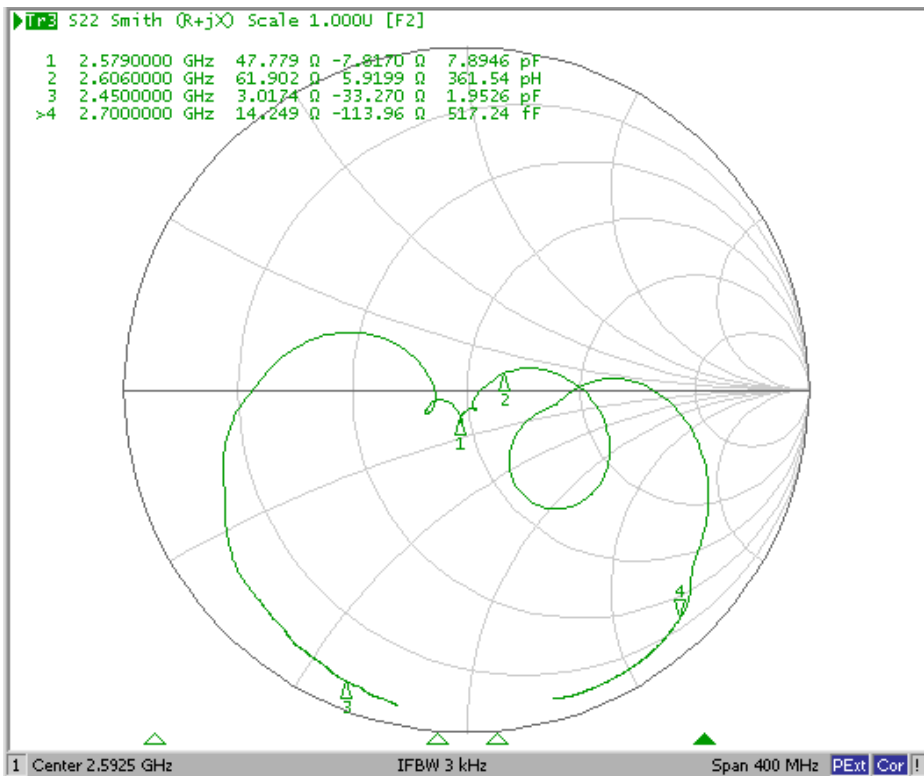 Tr3 S22 Smith (R+jX) Scale 1.000U [F2]
1 2.5790000 GHz 47.779 Ω -7.8170 Ω 7.8946 pF
2 2.6060000 GHz 61.902 Ω 5.9199 Ω 361.54 pH
3 2.4500000 GHz 3.0174 Ω -33.270 Ω 1.9526 pF
>4 2.7000000 GHz 14.249 Ω -113.96 Ω 517.24 fF
2
1
4
3
1 Center 2.5925 GHz IFBW 3 kHz Span 400 MHz PExt Cor !